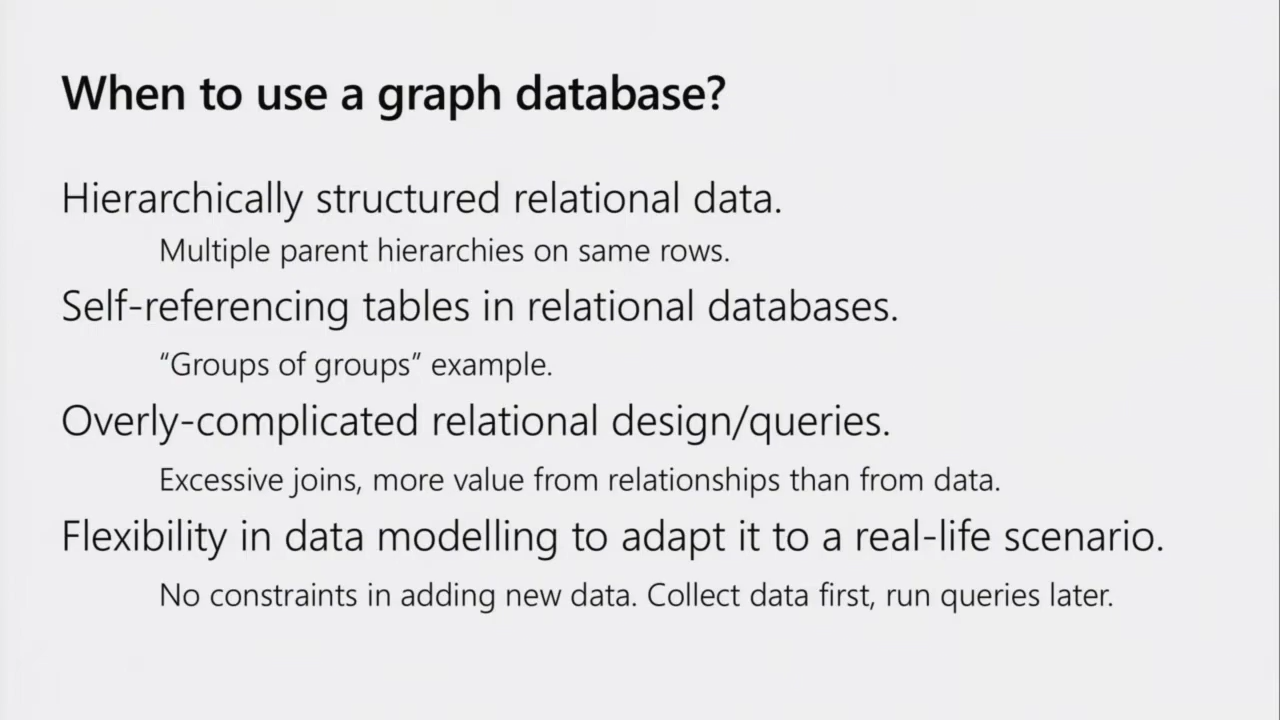 When to use a graph database?
Hierarchically structured relational data.
Multiple parent hierarchies on same rows.
Self-referencing tables in relational databases.
“Groups of groups” example.
Overly-complicated relational design/queries.
Excessive joins, more value from relationships than from data.
Flexibility in data modelling to adapt it to a real-life scenario.
No constraints in adding new data. Collect data first, run queries later.